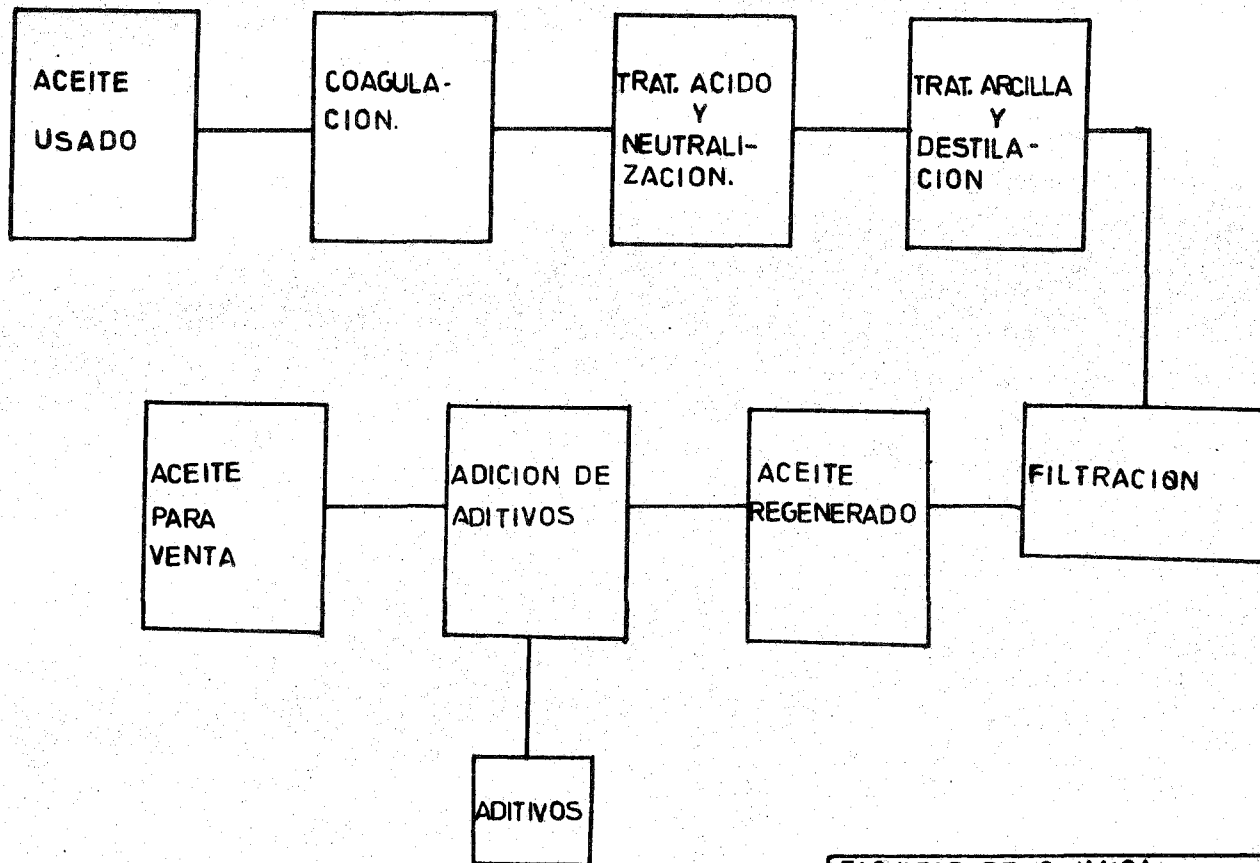 ACEITE
USADO
COAGULA-
CION.
TRAT. ACIDO
Y
NEUTRALI-
ZACION.
TRAT. ARCILLA
Y
DESTILA-
CION
FILTRACION
ACEITE
REGENERADO
ADICION DE
ADITIVOS
ACEITE
PARA
VENTA
ADITIVOS